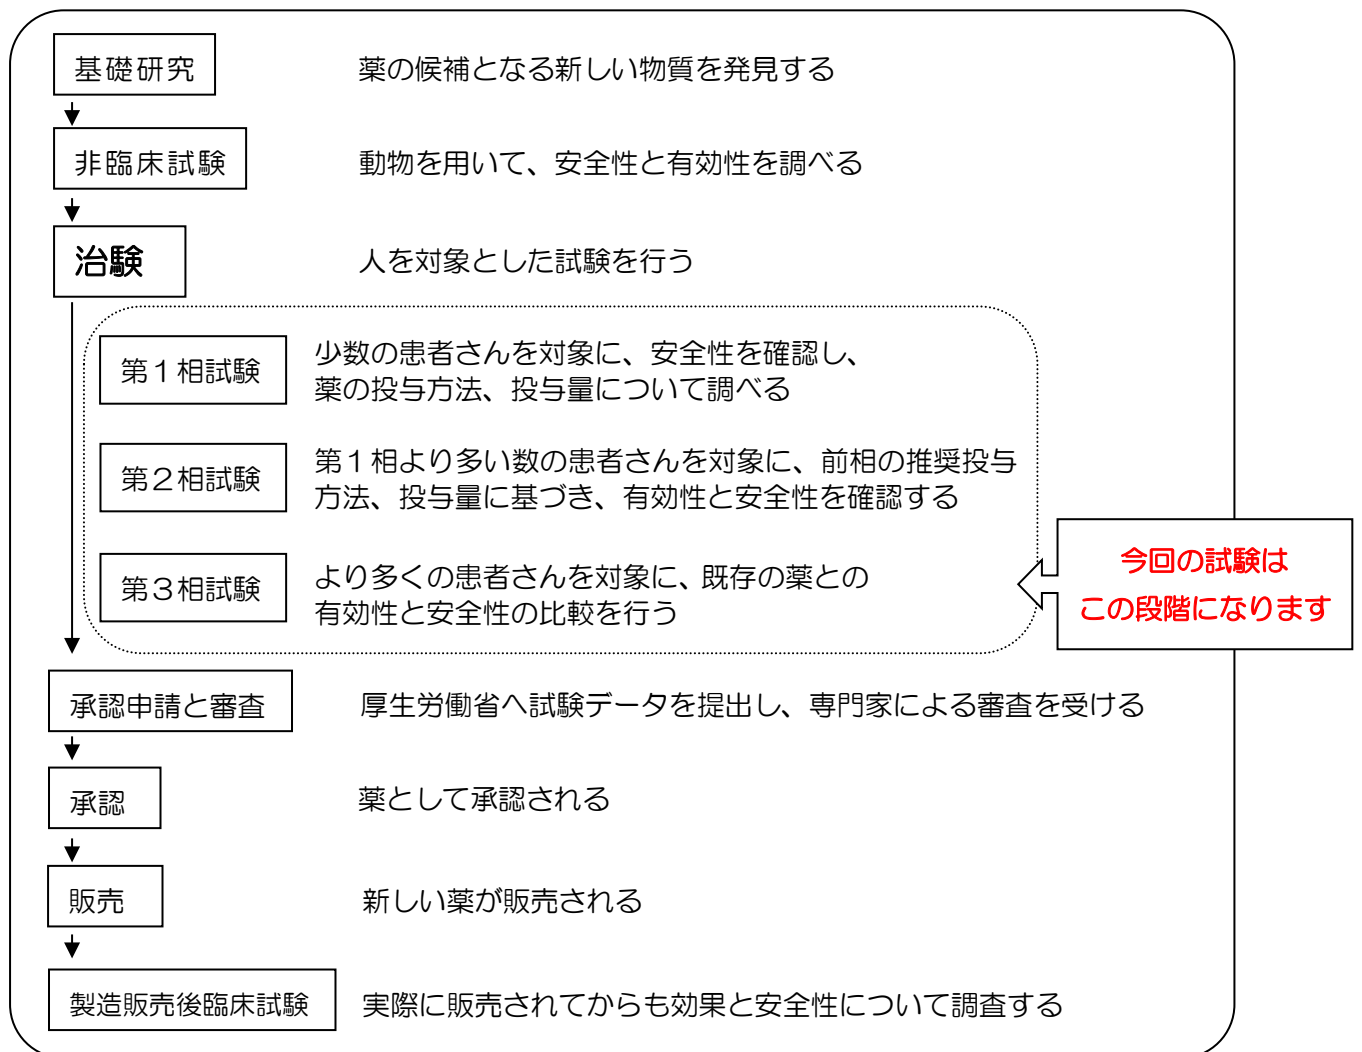 基礎研究
薬の候補となる新しい物質を発見する
非臨床試験
動物を用いて、安全性と有効性を調べる
治験
人を対象とした試験を行う
第１相試験
少数の患者さんを対象に、安全性を確認し、
薬の投与方法、投与量について調べる
第２相試験
第１相より多い数の患者さんを対象に、前相の推奨投与
方法、投与量に基づき、有効性と安全性を確認する
第３相試験
より多くの患者さんを対象に、既存の薬との
有効性と安全性の比較を行う
今回の試験は
この段階になります
承認申請と審査
厚生労働省へ試験データを提出し、専門家による審査を受ける
承認
薬として承認される
販売
新しい薬が販売される
製造販売後臨床試験
実際に販売されてからも効果と安全性について調査する